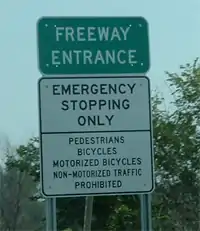 FREEWAY
ENTRANCE
EMERGENCY
STOPPING
ONLY
PEDESTRIANS
BICYCLES
MOTORIZED BICYCLES
NON-MOTORIZED TRAFFIC
PROHIBITED